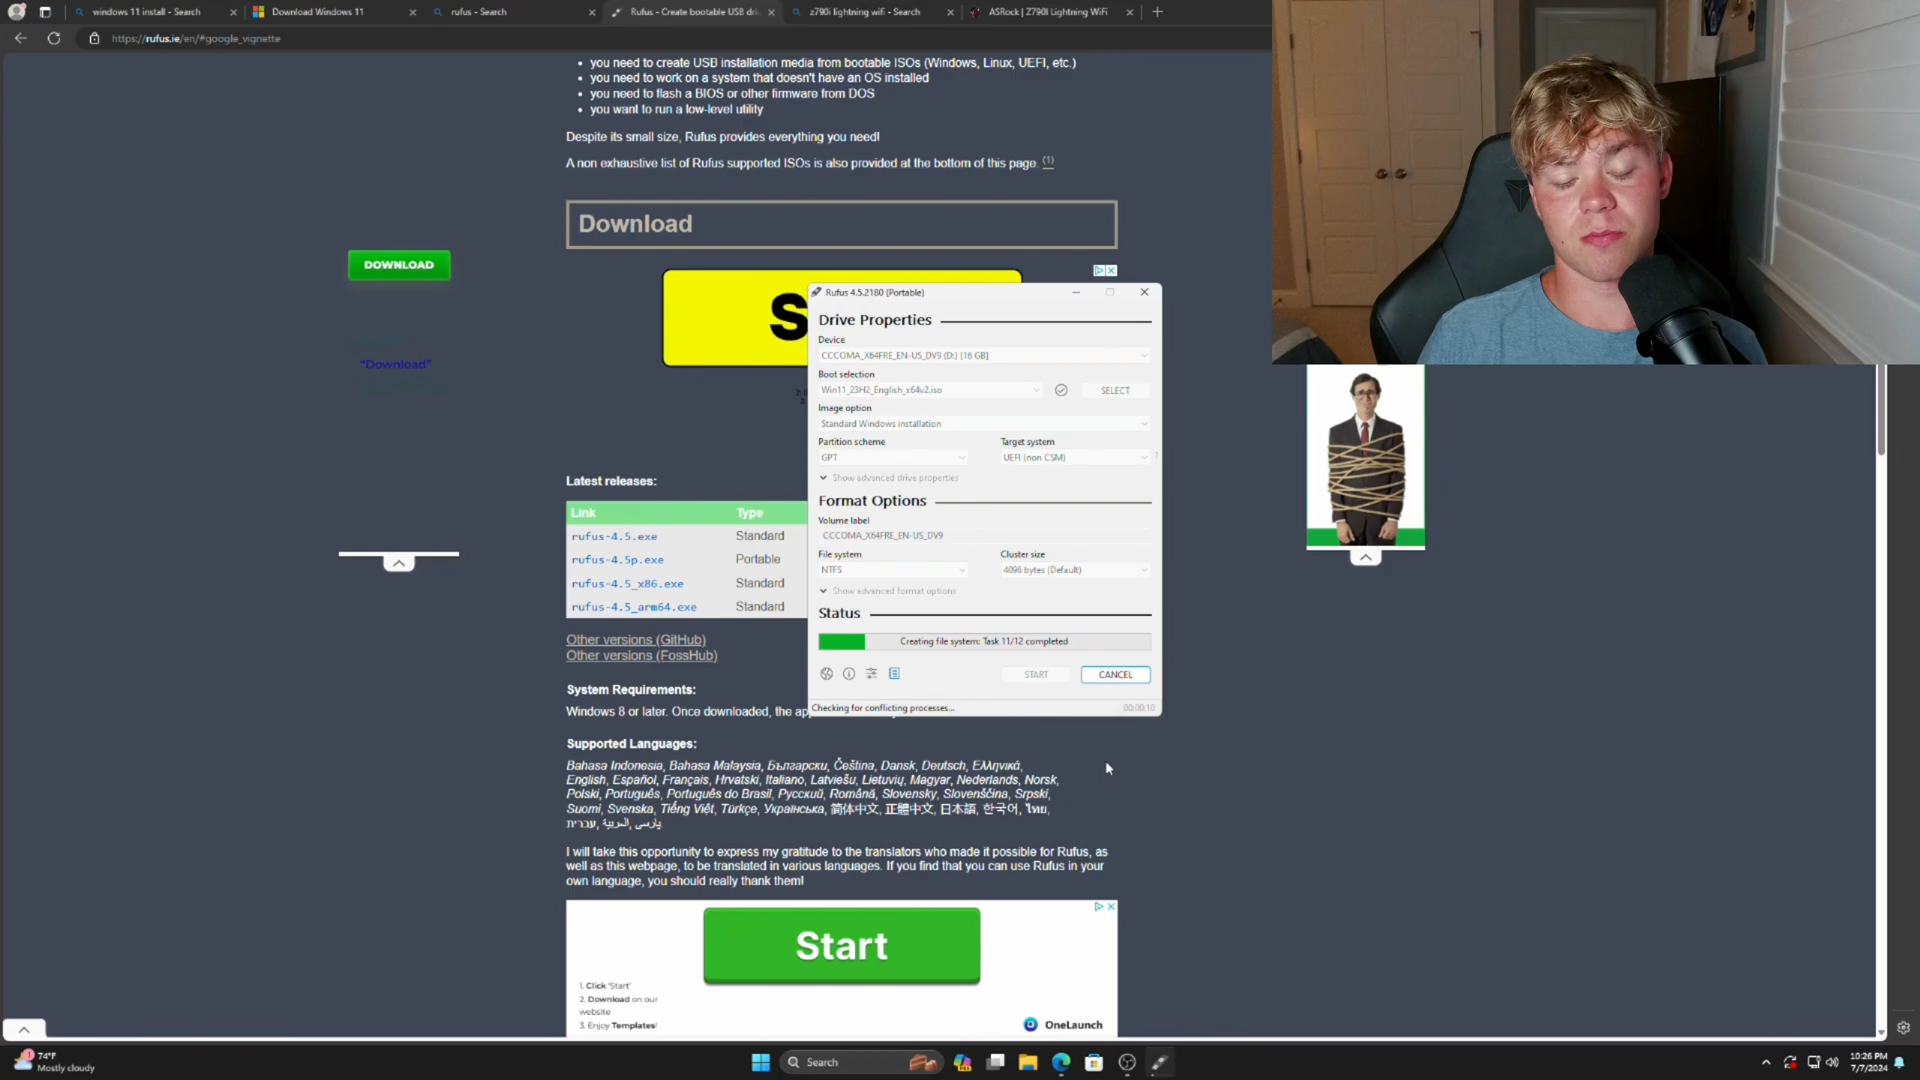 windows 11 install - Search
Download Windows 11
rufus - Search
Rufus - Create bootable USB dri
z790i lightning wifi - Search
ASRock | Z790I Lightning WiFi
https://rufus.ie/en/#google_vignette
• you need to create USB installation media from bootable ISOs (Windows, Linux, UEFI, etc.)
• you need to work on a system that doesn't have an OS installed
• you need to flash a BIOS or other firmware from DOS
• you want to run a low-level utility
Despite its small size, Rufus provides everything you need!
A non exhaustive list of Rufus supported ISOs is also provided at the bottom of this page. (1)
Download
DOWNLOAD
"Download"
S
Rufus 4.5.2180 (Portable)
Drive Properties
Device
CCCOMA_X64FRE_EN-US_DV9 (D:) [16 GB]
Boot selection
Win11_23H2_English_x64v2.iso
SELECT
Image option
Standard Windows installation
Partition scheme
Target system
GPT
UEFI (non CSM)
?
Show advanced drive properties
Format Options
Volume label
CCCOMA_X64FRE_EN-US_DV9
File system
Cluster size
NTFS
4096 bytes (Default)
Show advanced format options
Status
Creating file system: Task 11/12 completed
START
CANCEL
Checking for conflicting processes...
00:00:10
Latest releases:
Link Type
rufus-4.5.exe Standard
rufus-4.5p.exe Portable
rufus-4.5_x86.exe Standard
rufus-4.5_arm64.exe Standard
Other versions (GitHub)
Other versions (FossHub)
System Requirements:
Windows 8 or later. Once downloaded, the ap
Supported Languages:
Bahasa Indonesia, Bahasa Malaysia, Български, Čeština, Dansk, Deutsch, Ελληνικά,
English, Español, Français, Hrvatski, Italiano, Latviešu, Lietuvių, Magyar, Nederlands, Norsk,
Polski, Português, Português do Brasil, Русский, Română, Slovensky, Slovenščina, Srpski,
Suomi, Svenska, Tiếng Việt, Türkçe, Українська, 简体中文, 正體中文, 日本語, 한국어, ไทย,
עברית, العربية, پارسی.
I will take this opportunity to express my gratitude to the translators who made it possible for Rufus, as
well as this webpage, to be translated in various languages. If you find that you can use Rufus in your
own language, you should really thank them!
Start
1. Click 'Start'
2. Download on our
website
3. Enjoy Templates!
OneLaunch
1
74°F
Mostly cloudy
Search
10:26 PM
7/7/2024